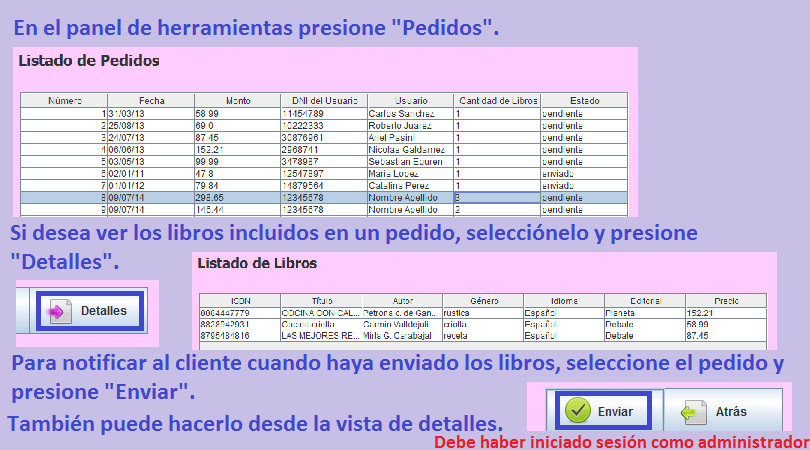 En el panel de herramientas presione "Pedidos".
Listado de Pedidos
Número Fecha Monto DNI del Usuario Usuario Cantidad de Libros Estado
1 31/03/13 58.99 11454789 Carlos Sanchez 1 pendiente
2 25/08/13 69.0 10222333 Roberto Juarez 1 pendiente
3 24/07/13 87.45 30876961 Ariel Pasini 1 pendiente
4 06/06/13 152.21 2968741 Nicolas Galdamez 1 pendiente
5 03/05/13 99.99 3478987 Sebastian Eguren 1 pendiente
6 02/01/11 47.8 12547897 Maria Lopez 1 enviado
7 01/01/12 79.84 14879564 Catalina Perez 1 enviado
8 09/07/14 298.65 12345678 Nombre Apellido 3 pendiente
9 09/07/14 146.44 12345678 Nombre Apellido 2 pendiente
Si desea ver los libros incluidos en un pedido, selecciónelo y presione
"Detalles".
Detalles
Listado de Libros
ISBN Título Autor Género Idioma Editorial Precio
8884447779 COCINA CON CAL... Petrona c. de Gan... rustica Español Planeta 152.21
8828942931 Cocina criolla Carmin Valldejuli criolla Español Debate 58.99
8795484816 LAS MEJORES RE... Mirla G. Carabajal receta Español Debate 87.45
Para notificar al cliente cuando haya enviado los libros, seleccione el pedido y
presione "Enviar".
También puede hacerlo desde la vista de detalles.
Enviar Atrás
Debe haber iniciado sesión como administrador